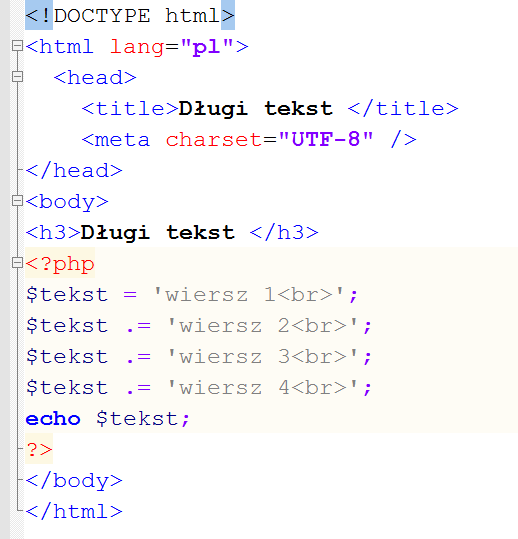 <!DOCTYPE html>
<html lang="pl">
  <head>
    <title>Długi tekst </title>
    <meta charset="UTF-8" />
</head>
<body>
<h3>Długi tekst </h3>
<?php
$tekst = 'wiersz 1<br>';
$tekst .= 'wiersz 2<br>';
$tekst .= 'wiersz 3<br>';
$tekst .= 'wiersz 4<br>';
echo $tekst;
?>
</body>
</html>